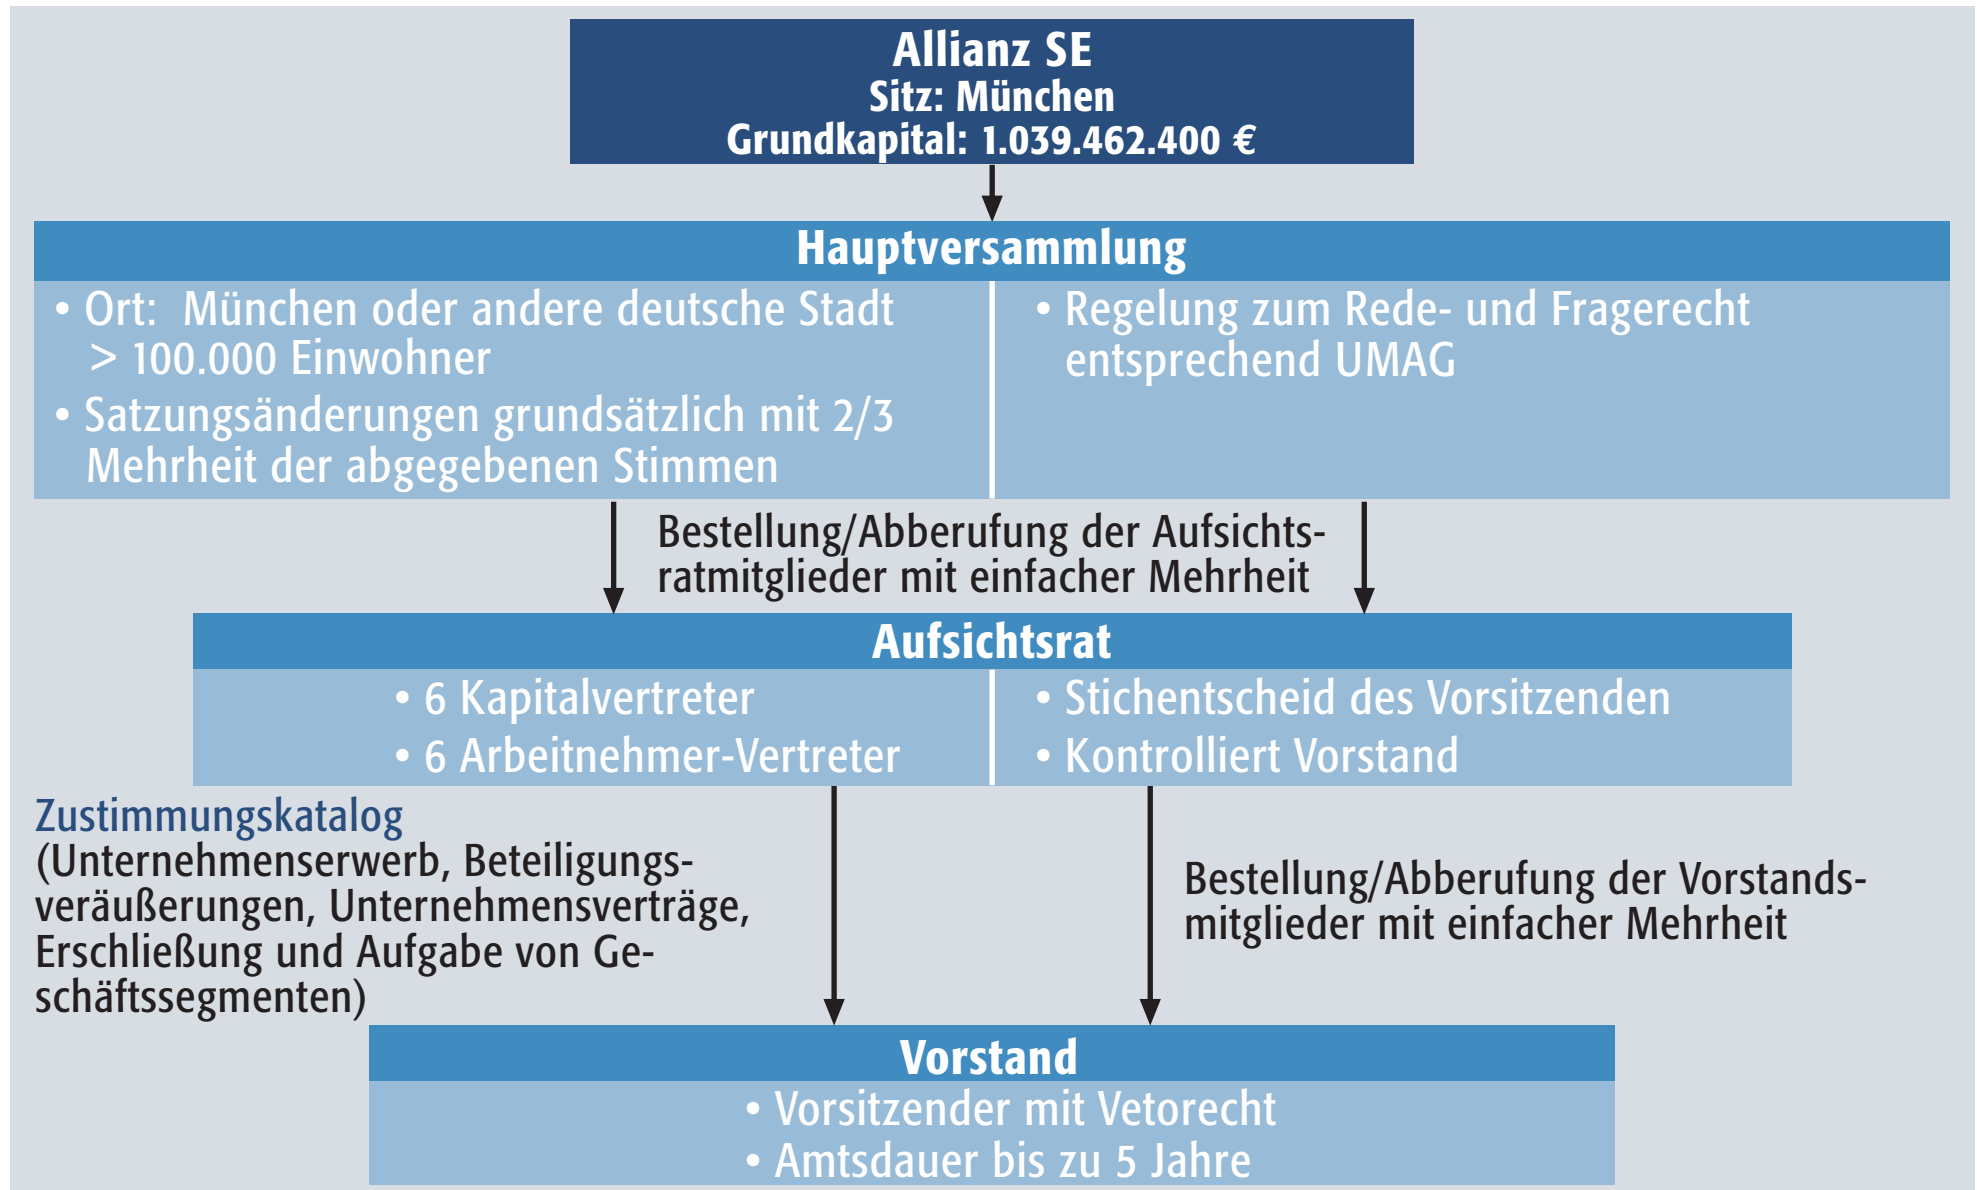 Allianz SE
Sitz: München
Grundkapital: 1.039.462.400 €
Hauptversammlung
• Ort: München oder andere deutsche Stadt
> 100.000 Einwohner
• Satzungsänderungen grundsätzlich mit 2/3
Mehrheit der abgegebenen Stimmen
• Regelung zum Rede- und Fragerecht
entsprechend UMAG
Bestellung/Abberufung der Aufsichts-
ratmitglieder mit einfacher Mehrheit
Aufsichtsrat
• 6 Kapitalvertreter
• 6 Arbeitnehmer-Vertreter
• Stichentscheid des Vorsitzenden
• Kontrolliert Vorstand
Zustimmungskatalog
(Unternehmenserwerb, Beteiligungs-
veräußerungen, Unternehmensverträge,
Erschließung und Aufgabe von Ge-
schäftssegmenten)
Bestellung/Abberufung der Vorstands-
mitglieder mit einfacher Mehrheit
Vorstand
• Vorsitzender mit Vetorecht
• Amtsdauer bis zu 5 Jahre